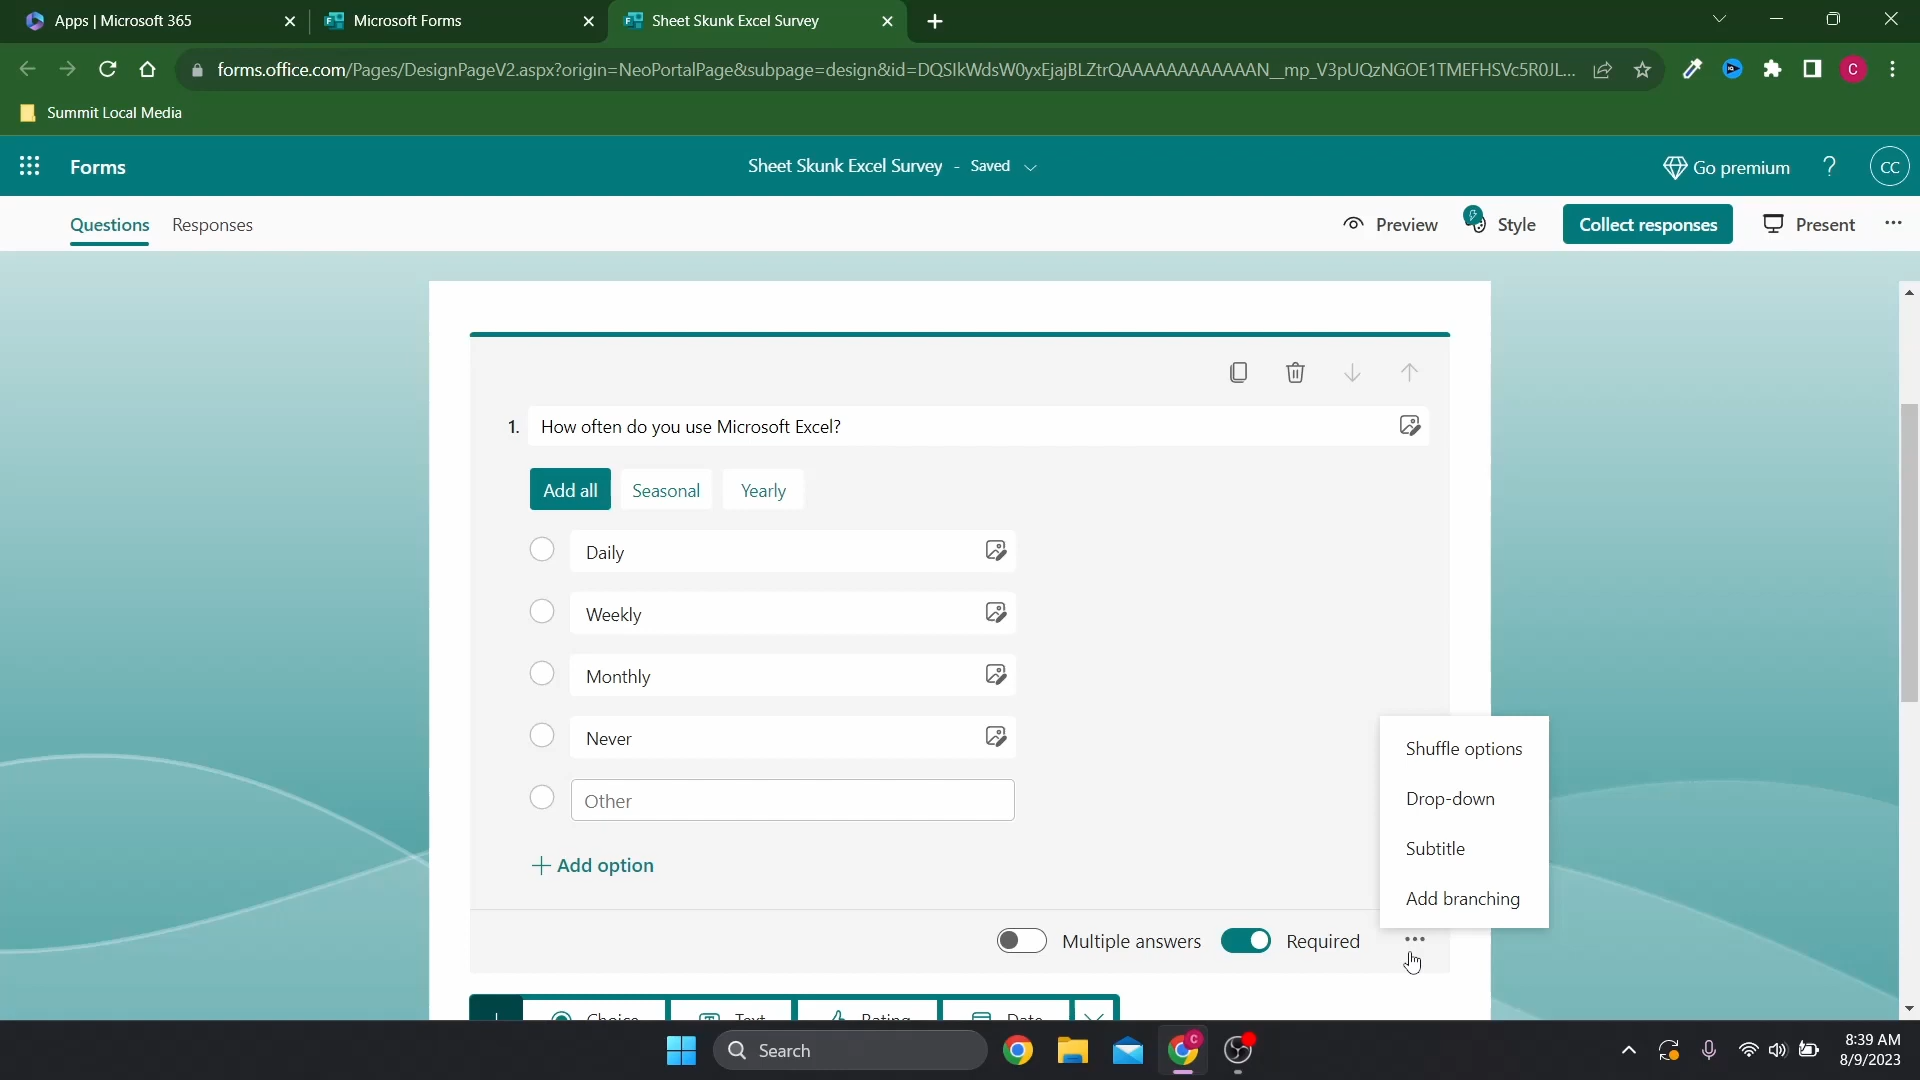 Apps | Microsoft 365
Microsoft Forms
Sheet Skunk Excel Survey
forms.office.com/Pages/DesignPageV2.aspx?origin=NeoPortalPage&subpage=design&id=DQSIkWdsW0yxEjajBLZtrQAAAAAAAAAAAAN__mp_V3pUQzNGOE1TMEFHSVc5R0JL...
C
Summit Local Media
Forms
Sheet Skunk Excel Survey - Saved
Go premium
?
CC
Questions
Responses
Preview
Style
Collect responses
Present
1. How often do you use Microsoft Excel?
Add all
Seasonal
Yearly
Daily
Weekly
Monthly
Never
Other
+ Add option
Shuffle options
Drop-down
Subtitle
Add branching
Multiple answers
Required
Choice
Text
Rating
Date
Search
C
8:39 AM
8/9/2023